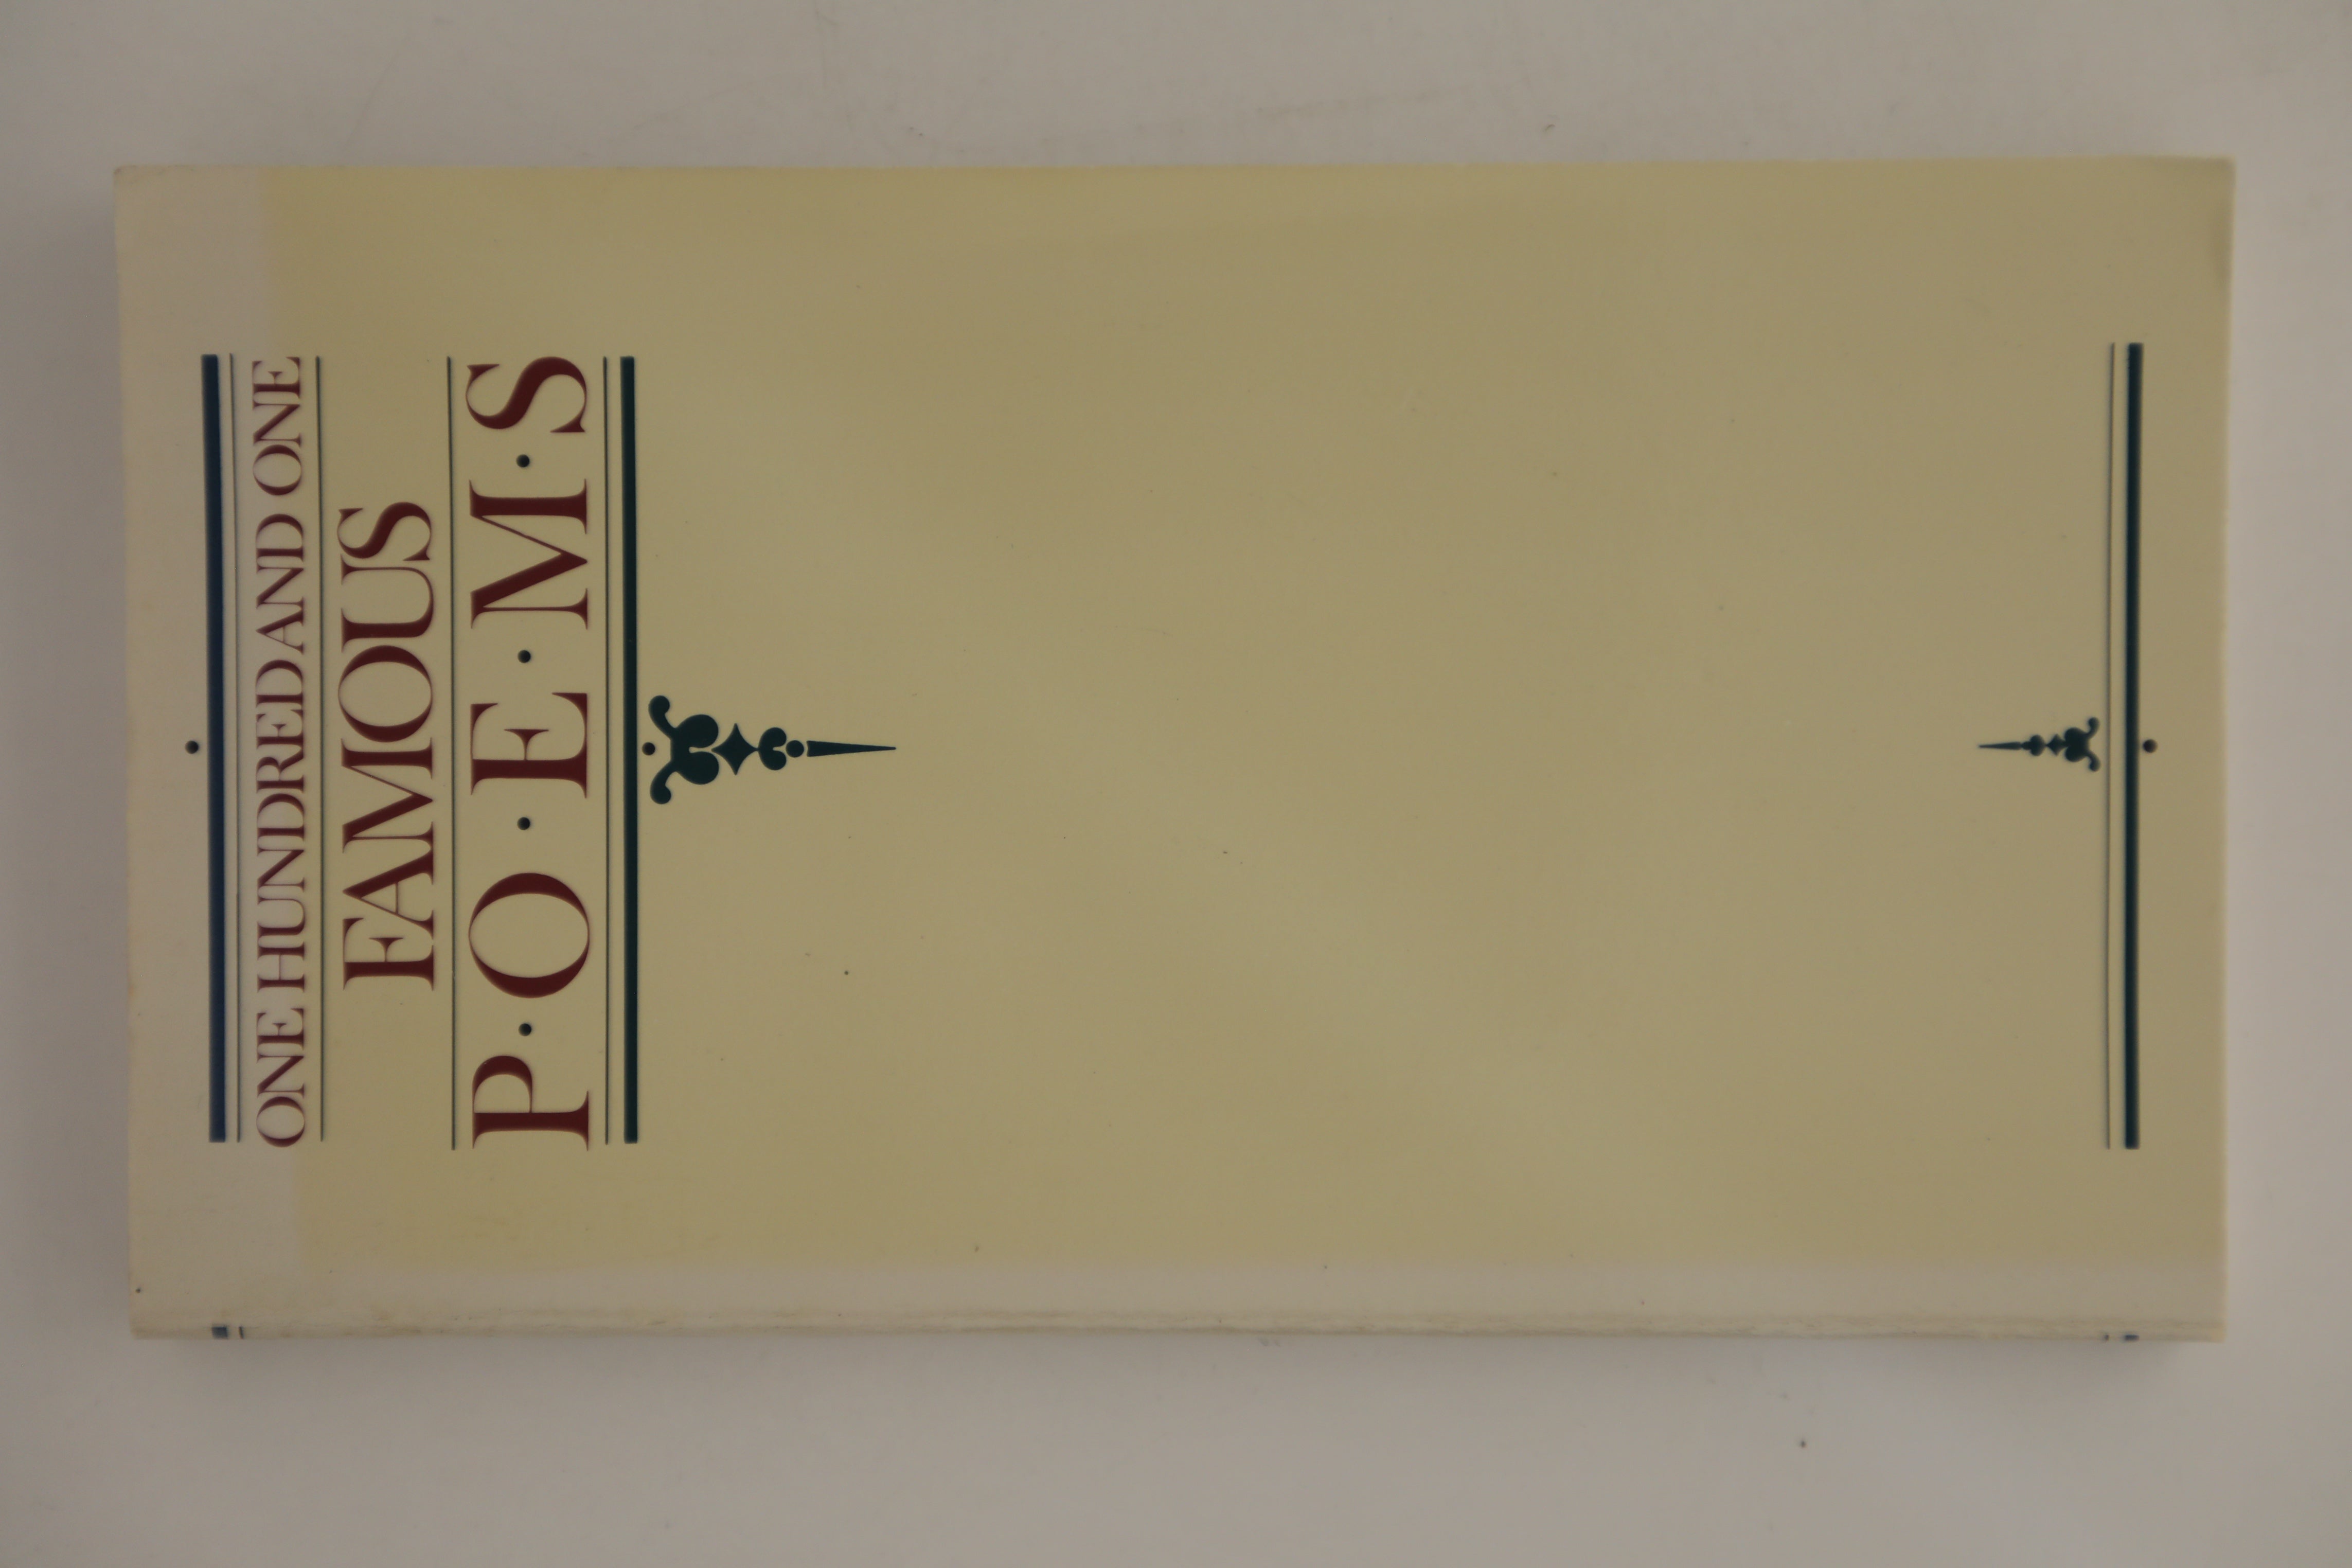 ONE HUNDRED AND ONE
FAMOUS
P·O·E·M·S